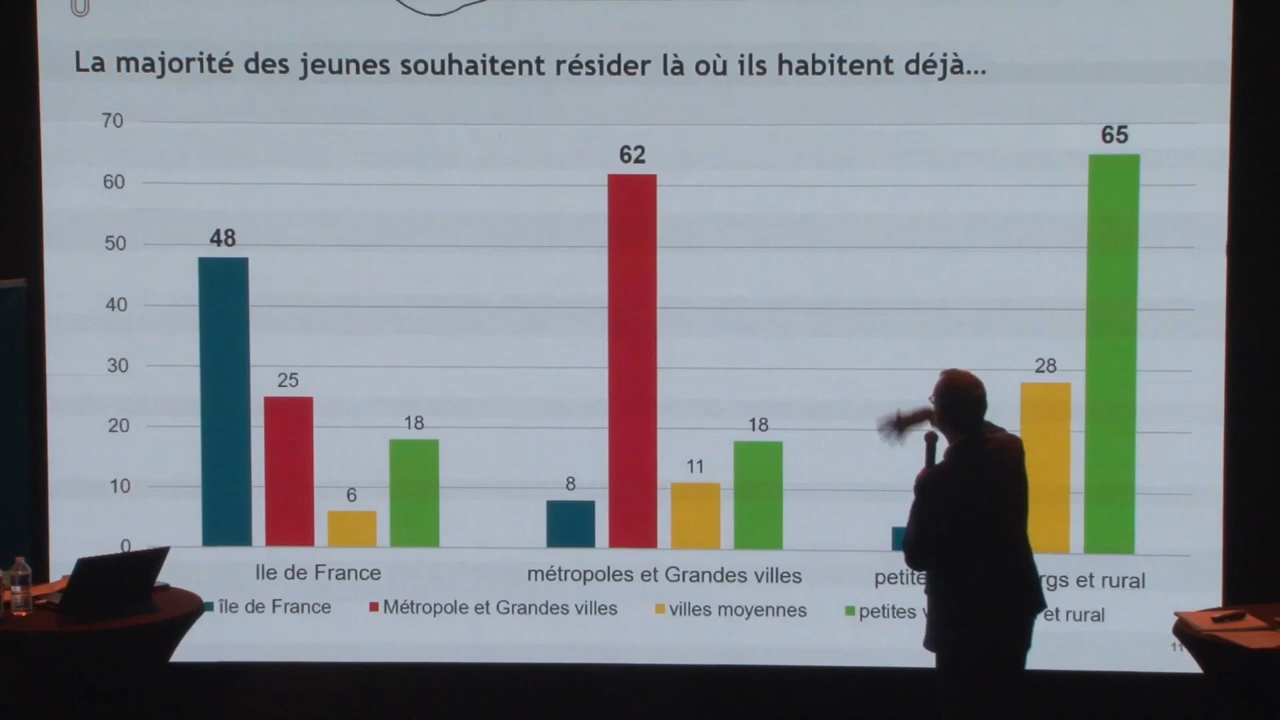 La majorité des jeunes souhaitent résider là où ils habitent déjà...
70
60
50
40
30
20
10
0
48
25
6
18
8
62
11
18
28
65
Ile de France
métropoles et Grandes villes
et rural
île de France
Métropole et Grandes villes
villes moyennes
petites
et rural